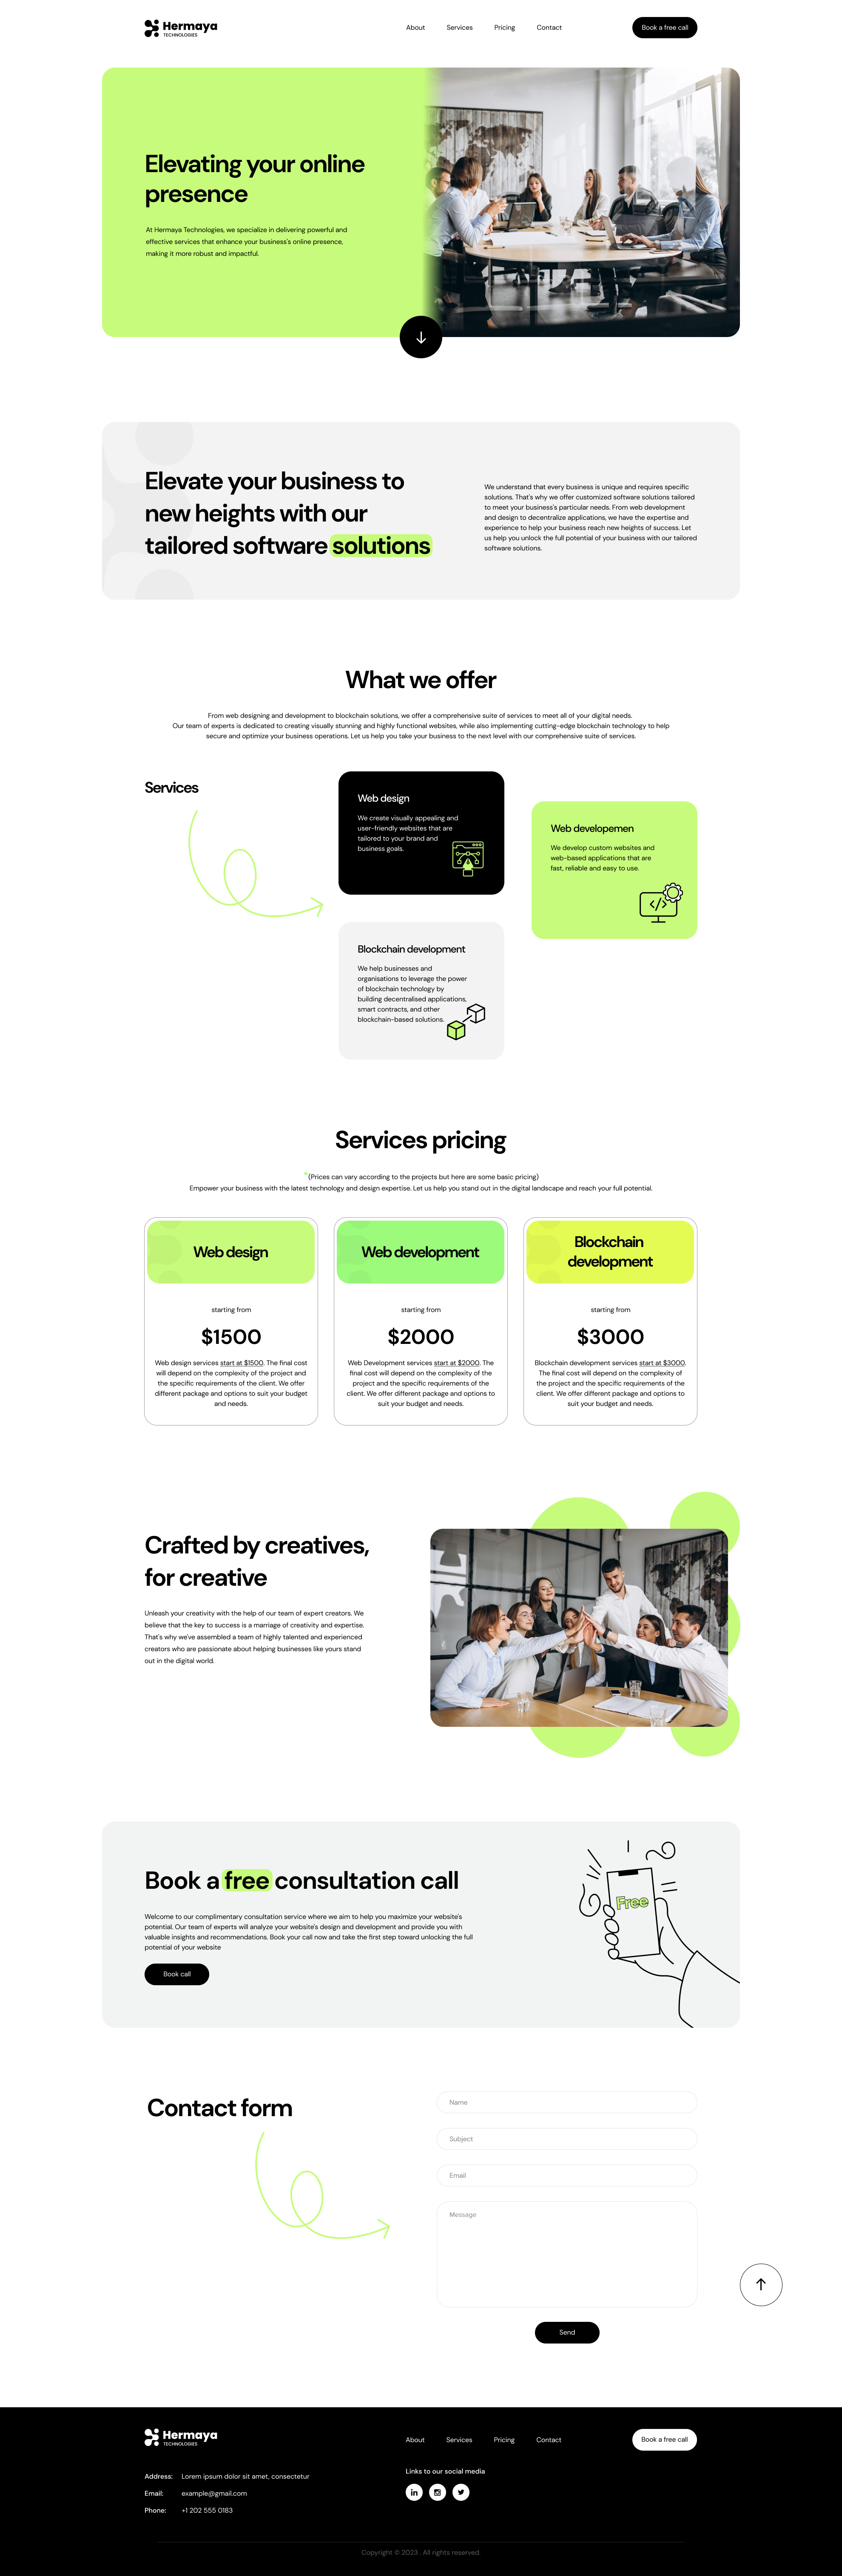 Hermaya
TECHNOLOGIES
About
Services
Pricing
Contact
Book a free call
Elevating your online
presence
At Hermaya Technologies, we specialize in delivering powerful and
effective services that enhance your business's online presence,
making it more robust and impactful.
Elevate your business to
new heights with our
tailored software solutions
We understand that every business is unique and requires specific
solutions. That's why we offer customized software solutions tailored
to meet your business's particular needs. From web development
and design to decentralize applications, we have the expertise and
experience to help your business reach new heights of success. Let
us help you unlock the full potential of your business with our tailored
software solutions.
What we offer
From web designing and development to blockchain solutions, we offer a comprehensive suite of services to meet all of your digital needs.
Our team of experts is dedicated to creating visually stunning and highly functional websites, while also implementing cutting-edge blockchain technology to help
secure and optimize your business operations. Let us help you take your business to the next level with our comprehensive suite of services.
Services
Web design
We create visually appealing and
user-friendly websites that are
tailored to your brand and
business goals.
Web developemen
We develop custom websites and
web-based applications that are
fast, reliable and easy to use.
Blockchain development
We help businesses and
organisations to leverage the power
of blockchain technology by
building decentralised applications,
smart contracts, and other
blockchain-based solutions.
Services pricing
*(Prices can vary according to the projects but here are some basic pricing)
Empower your business with the latest technology and design expertise. Let us help you stand out in the digital landscape and reach your full potential.
Web design
starting from
$1500
Web design services start at $1500. The final cost
will depend on the complexity of the project and
the specific requirements of the client. We offer
different package and options to suit your budget
and needs.
Web development
starting from
$2000
Web Development services start at $2000. The
final cost will depend on the complexity of the
project and the specific requirements of the
client. We offer different package and options to
suit your budget and needs.
Blockchain
development
starting from
$3000
Blockchain development services start at $3000.
The final cost will depend on the complexity of
the project and the specific requirements of the
client. We offer different package and options to
suit your budget and needs.
Crafted by creatives,
for creative
Unleash your creativity with the help of our team of expert creators. We
believe that the key to success is a marriage of creativity and expertise.
That's why we've assembled a team of highly talented and experienced
creators who are passionate about helping businesses like yours stand
out in the digital world.
Book a free consultation call
Welcome to our complimentary consultation service where we aim to help you maximize your website's
potential. Our team of experts will analyze your website's design and development and provide you with
valuable insights and recommendations. Book your call now and take the first step toward unlocking the full
potential of your website
Book call
Free
Contact form
Name
Subject
Email
Message
Send
Hermaya
TECHNOLOGIES
About
Services
Pricing
Contact
Book a free call
Address: Lorem ipsum dolor sit amet, consectetur
Email: example@gmail.com
Phone: +1 202 555 0183
Links to our social media
in
Copyright © 2023 . All rights reserved.